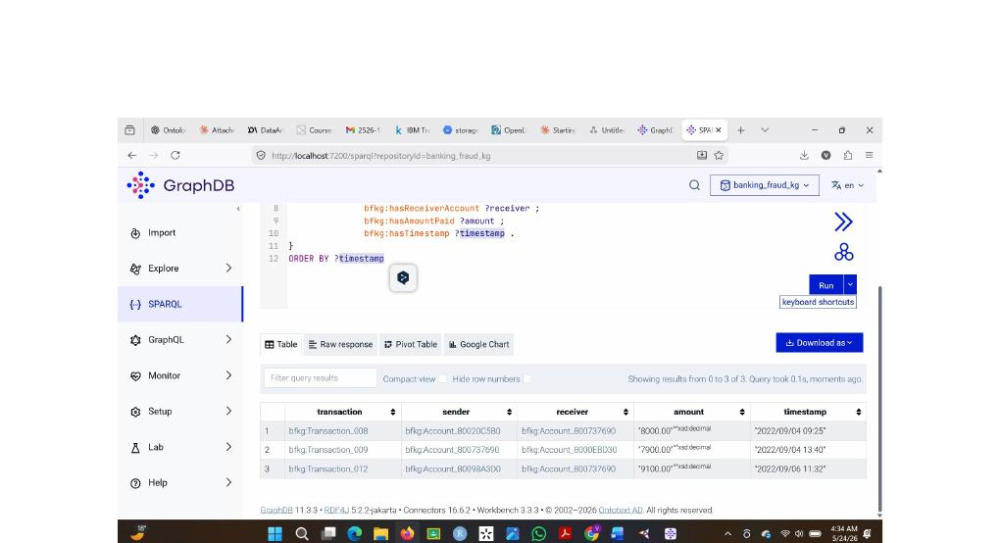 Ontolo
Attach
DataAn
Course
2526-1
IBM Tr
storag
OpenL
Startin
Untitle
GraphD
SPAI
http://localhost:7200/sparql?repositoryId=banking_fraud_kg
GraphDB
banking_fraud_kg
en
Import
Explore
SPARQL
GraphQL
Monitor
Setup
Lab
Help
8 bfkg:hasReceiverAccount ?receiver ;
9 bfkg:hasAmountPaid ?amount ;
10 bfkg:hasTimestamp ?timestamp .
11 }
12 ORDER BY ?timestamp
Run
keyboard shortcuts
Table Raw response Pivot Table Google Chart
Download as
Filter query results Compact view Hide row numbers Showing results from 0 to 3 of 3. Query took 0.1s, moments ago.
transaction sender receiver amount timestamp
1 bfkg:Transaction_008 bfkg:Account_80020C5B0 bfkg:Account_800737690 "8000.00"^^xsd:decimal "2022/09/04 09:25"
2 bfkg:Transaction_009 bfkg:Account_800737690 bfkg:Account_8000EBD30 "7900.00"^^xsd:decimal "2022/09/04 13:40"
3 bfkg:Transaction_012 bfkg:Account_80098A3D0 bfkg:Account_800737690 "9100.00"^^xsd:decimal "2022/09/06 11:32"
GraphDB 11.3.3 • RDF4J 5.2.2-jakarta • Connectors 16.6.2 • Workbench 3.3.3 • © 2002–2026 Ontotext AD. All rights reserved.
18°
4:34 AM
5/24/26